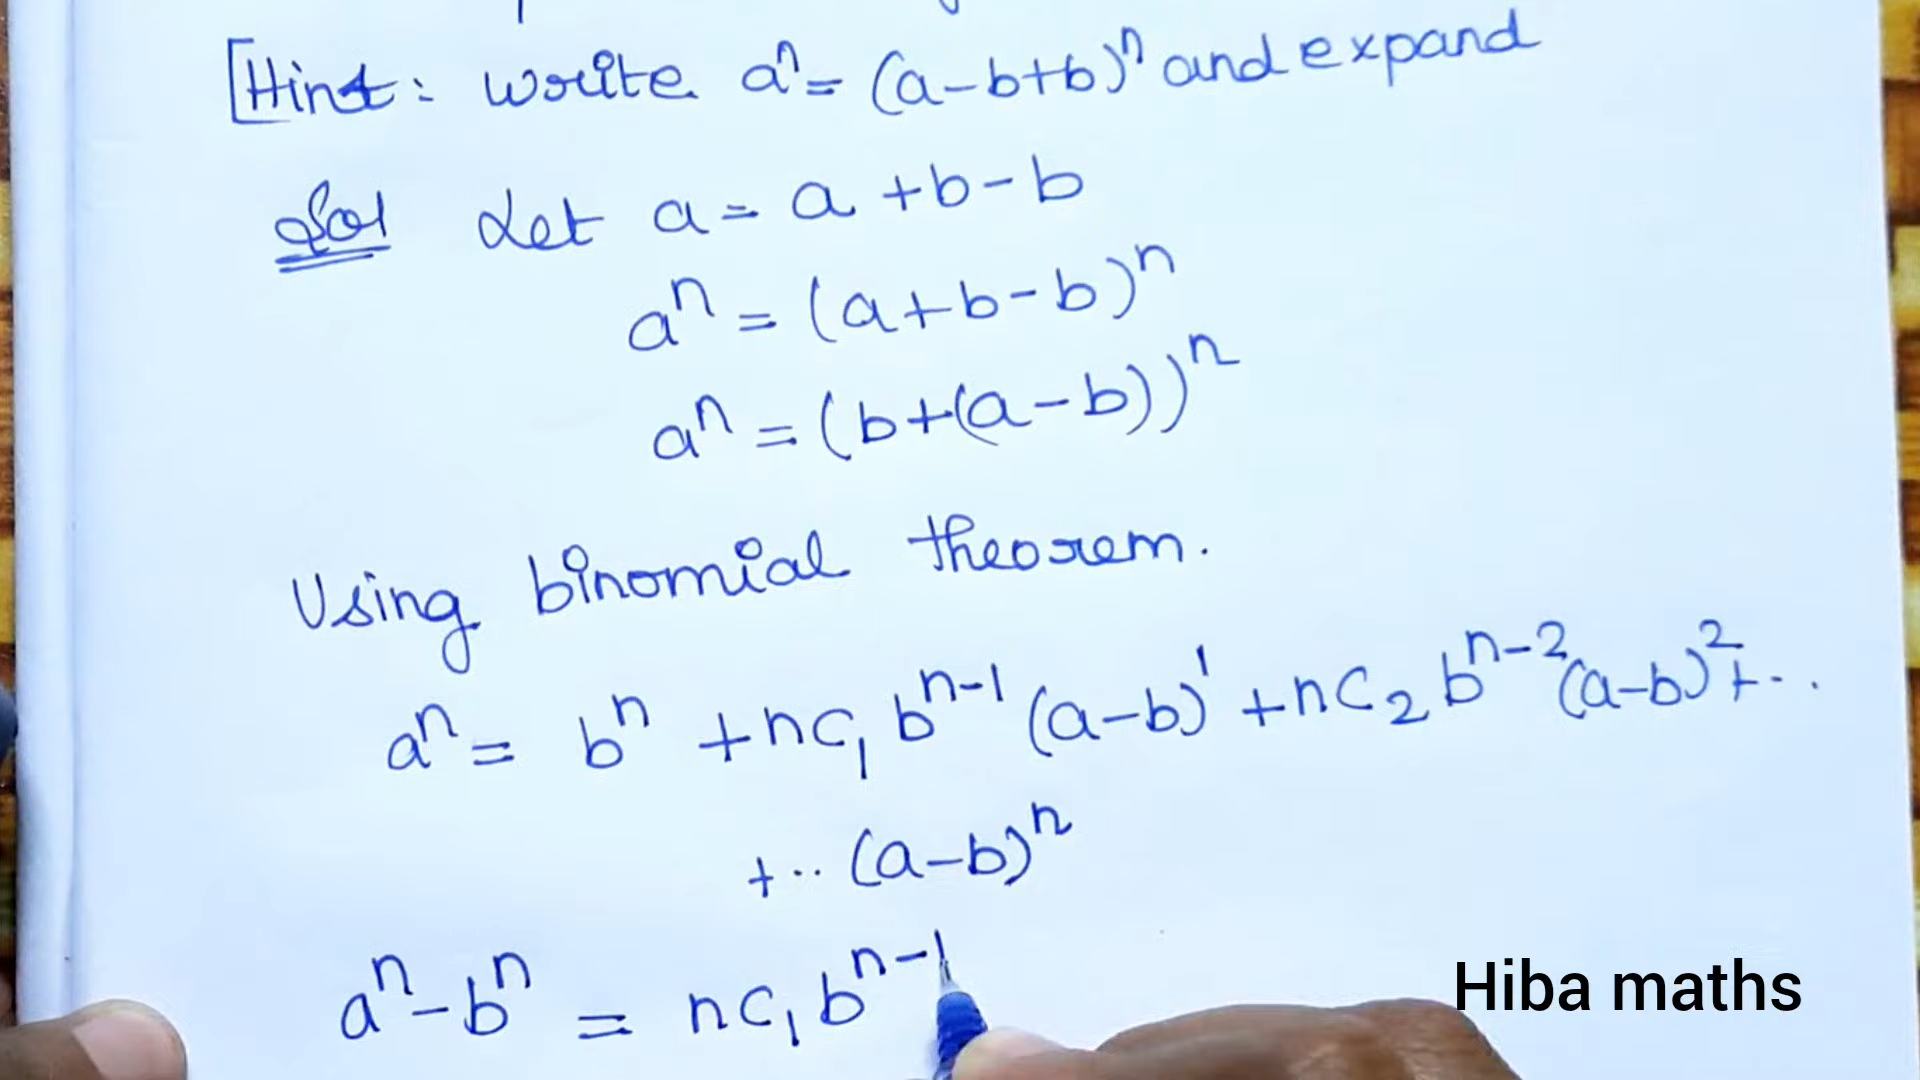 [Hint: write aⁿ = (a-b+b)ⁿ and expand
Sol Let a = a +b-b
aⁿ = (a+b-b)ⁿ
aⁿ = (b+(a-b))ⁿ
Using binomial theorem.
aⁿ = bⁿ +nc₁ bⁿ⁻¹ (a-b)¹ +nc₂ bⁿ⁻² (a-b)² +...
+.. (a-b)ⁿ
aⁿ-bⁿ = nc₁ bⁿ⁻¹
Hiba maths